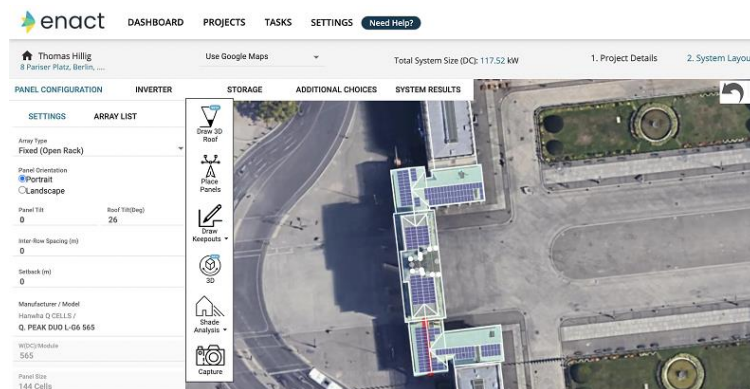 enact
DASHBOARD PROJECTS TASKS SETTINGS Need Help?
Thomas Hillig
8 Pariser Platz, Berlin, ....
Use Google Maps
Total System Size (DC): 117.52 kW
1. Project Details
2. System Layou
PANEL CONFIGURATION INVERTER STORAGE ADDITIONAL CHOICES SYSTEM RESULTS
SETTINGS ARRAY LIST
Array Type
Fixed (Open Rack)
Panel Orientation
Portrait
Landscape
Panel Tilt Roof Tilt(Deg)
0 26
Inter-Row Spacing (m)
0
Setback (m)
0
Manufacturer / Model
Hanwha Q CELLS /
Q. PEAK DUO L-G6 565
W(DC)/Module
565
Panel Size
144 Cells
Draw 3D
Roof
Place
Panels
Draw
Keepouts
3D
Shade
Analysis
Capture